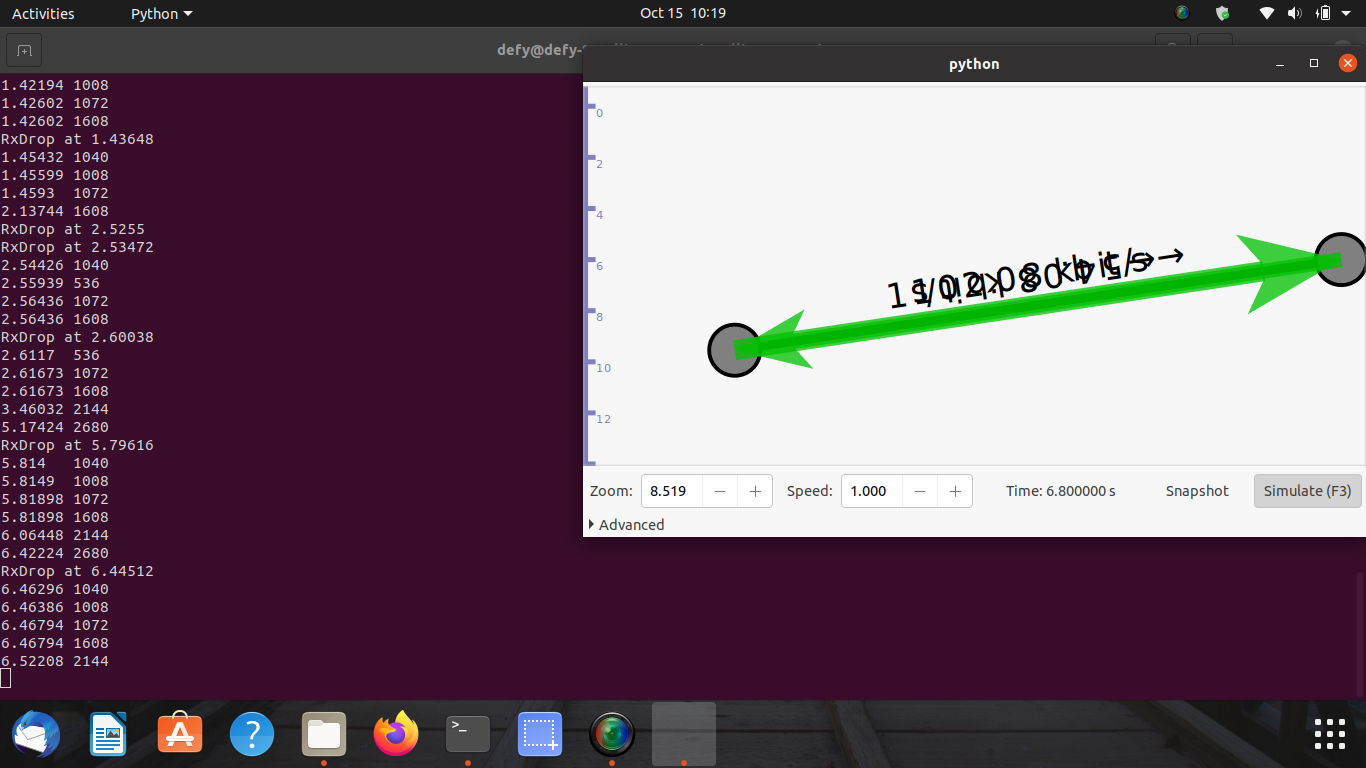 Activities
Python
Oct 15 10:19
defy@defy-
1.42194 1008
1.42602 1072
1.42602 1608
RxDrop at 1.43648
1.45432 1040
1.45599 1008
1.4593 1072
2.13744 1608
RxDrop at 2.5255
RxDrop at 2.53472
2.54426 1040
2.55939 536
2.56436 1072
2.56436 1608
RxDrop at 2.60038
2.6117 536
2.61673 1072
2.61673 1608
3.46032 2144
5.17424 2680
RxDrop at 5.79616
5.814 1040
5.8149 1008
5.81898 1072
5.81898 1608
6.06448 2144
6.42224 2680
RxDrop at 6.44512
6.46296 1040
6.46386 1008
6.46794 1072
6.46794 1608
6.52208 2144
python
0
2
4
6
8
10
12
Zoom: 8.519 − + Speed: 1.000 − + Time: 6.800000 s Snapshot Simulate (F3)
Advanced